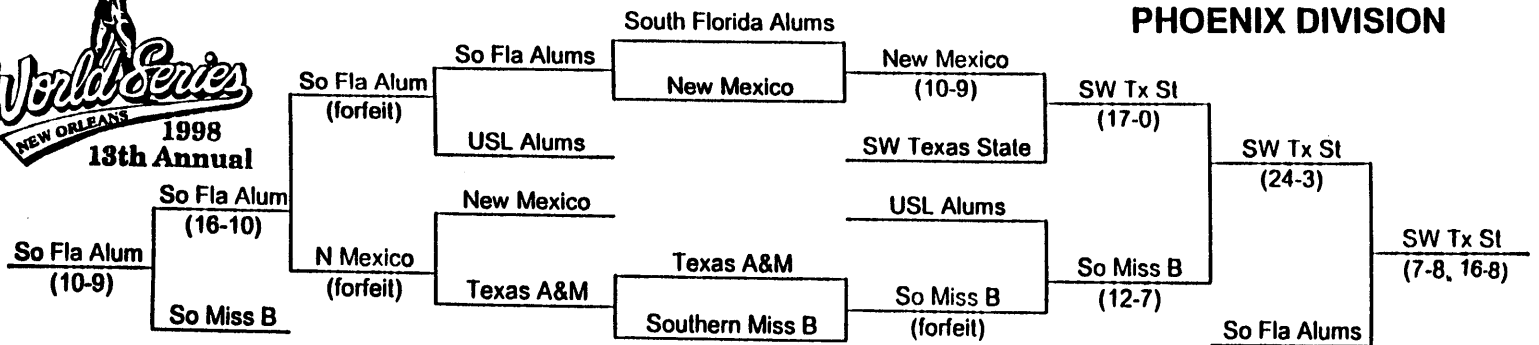 World Series
NEW ORLEANS
1998
13th Annual
PHOENIX DIVISION
South Florida Alums
New Mexico
So Fla Alums
USL Alums
So Fla Alum
(forfeit)
New Mexico
(10-9)
SW Texas State
SW Tx St
(17-0)
SW Tx St
(24-3)
So Fla Alum
(16-10)
New Mexico
Texas A&M
N Mexico
(forfeit)
So Fla Alum
(10-9)
So Miss B
Texas A&M
Southern Miss B
USL Alums
So Miss B
(forfeit)
So Miss B
(12-7)
So Fla Alums
SW Tx St
(7-8, 16-8)